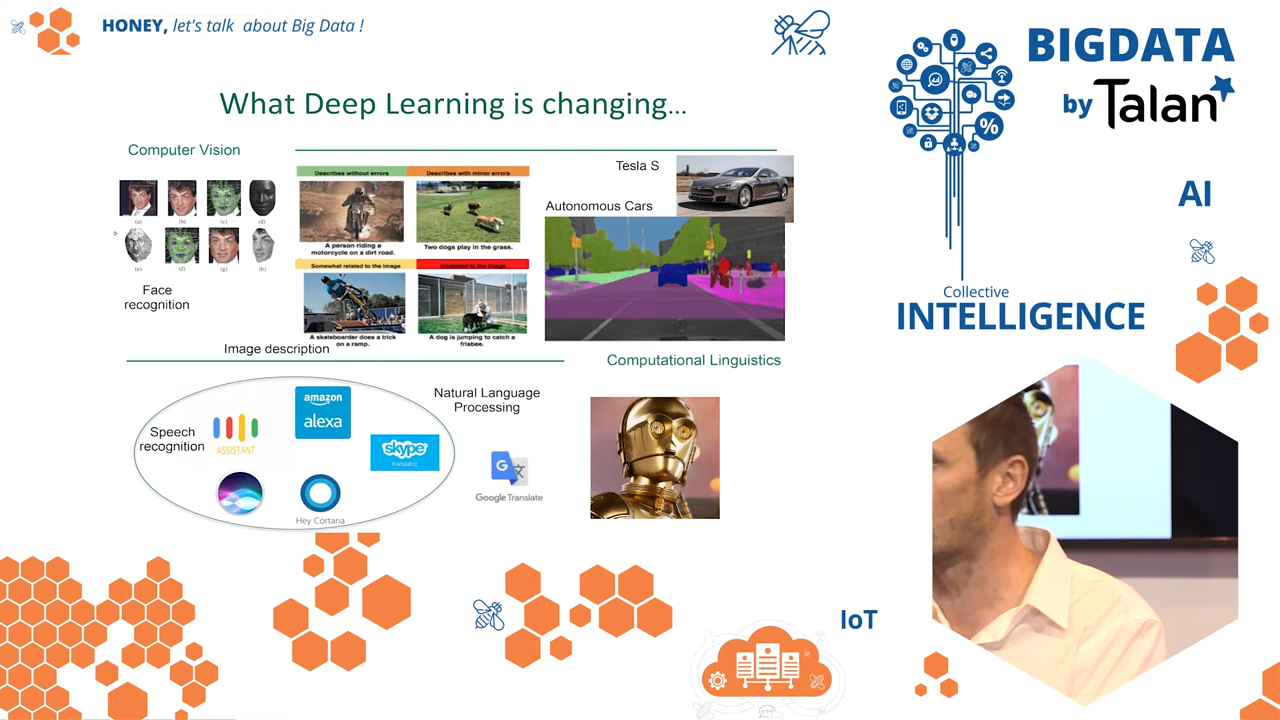 HONEY, let's talk about Big Data !
BIGDATA
by Talan
AI
Collective
INTELLIGENCE
IoT
%
What Deep Learning is changing...
Computer Vision
(a) (b) (c) (d)
(e) (f) (g) (h)
Face
recognition
Describes without errors
Describes with minor errors
A person riding a
motorcycle on a dirt road.
Two dogs play in the grass.
Somewhat related to the image
Unrelated to the image
A skateboarder does a trick
on a ramp.
A dog is jumping to catch a
frisbee.
Image description
Tesla S
Autonomous Cars
Computational Linguistics
Speech
recognition
ASSISTANT
amazon
alexa
skype
translator
Hey Cortana
Natural Language
Processing
G 文
Google Translate